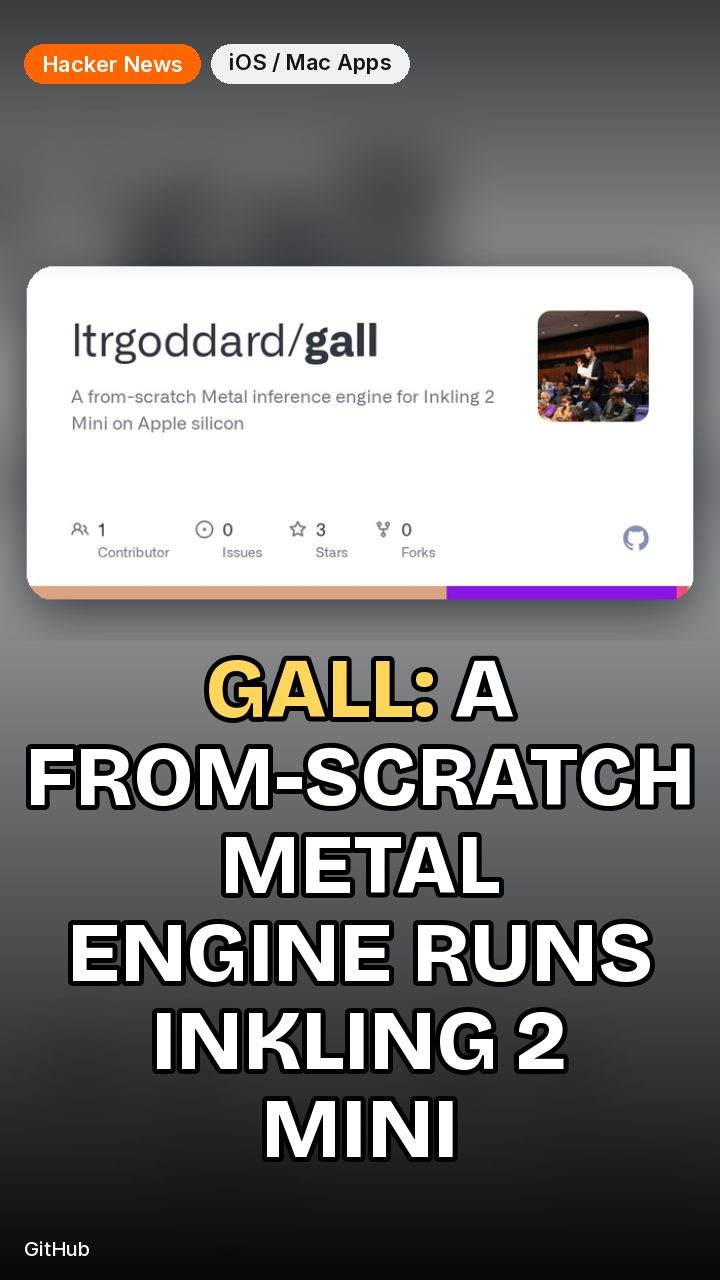 Hacker News
iOS / Mac Apps
ltrgoddard/gall
A from-scratch Metal inference engine for Inkling 2
Mini on Apple silicon
1
Contributor
0
Issues
3
Stars
0
Forks
GALL: A
FROM-SCRATCH
METAL
ENGINE RUNS
INKLING 2
MINI
GitHub